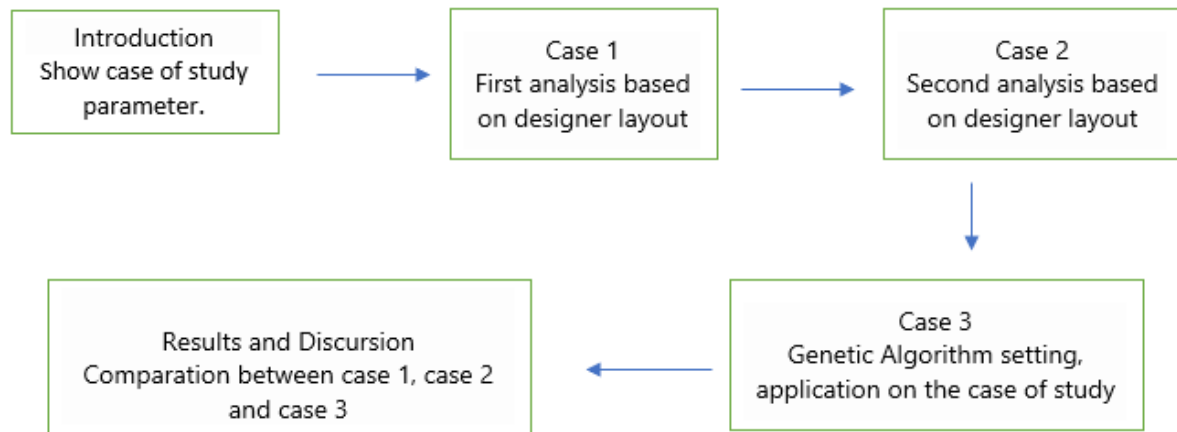 Introduction
Show case of study
parameter.
Case 1
First analysis based
on designer layout
Case 2
Second analysis based
on designer layout
Case 3
Genetic Algorithm setting,
application on the case of study
Results and Discursion
Comparation between case 1, case 2
and case 3